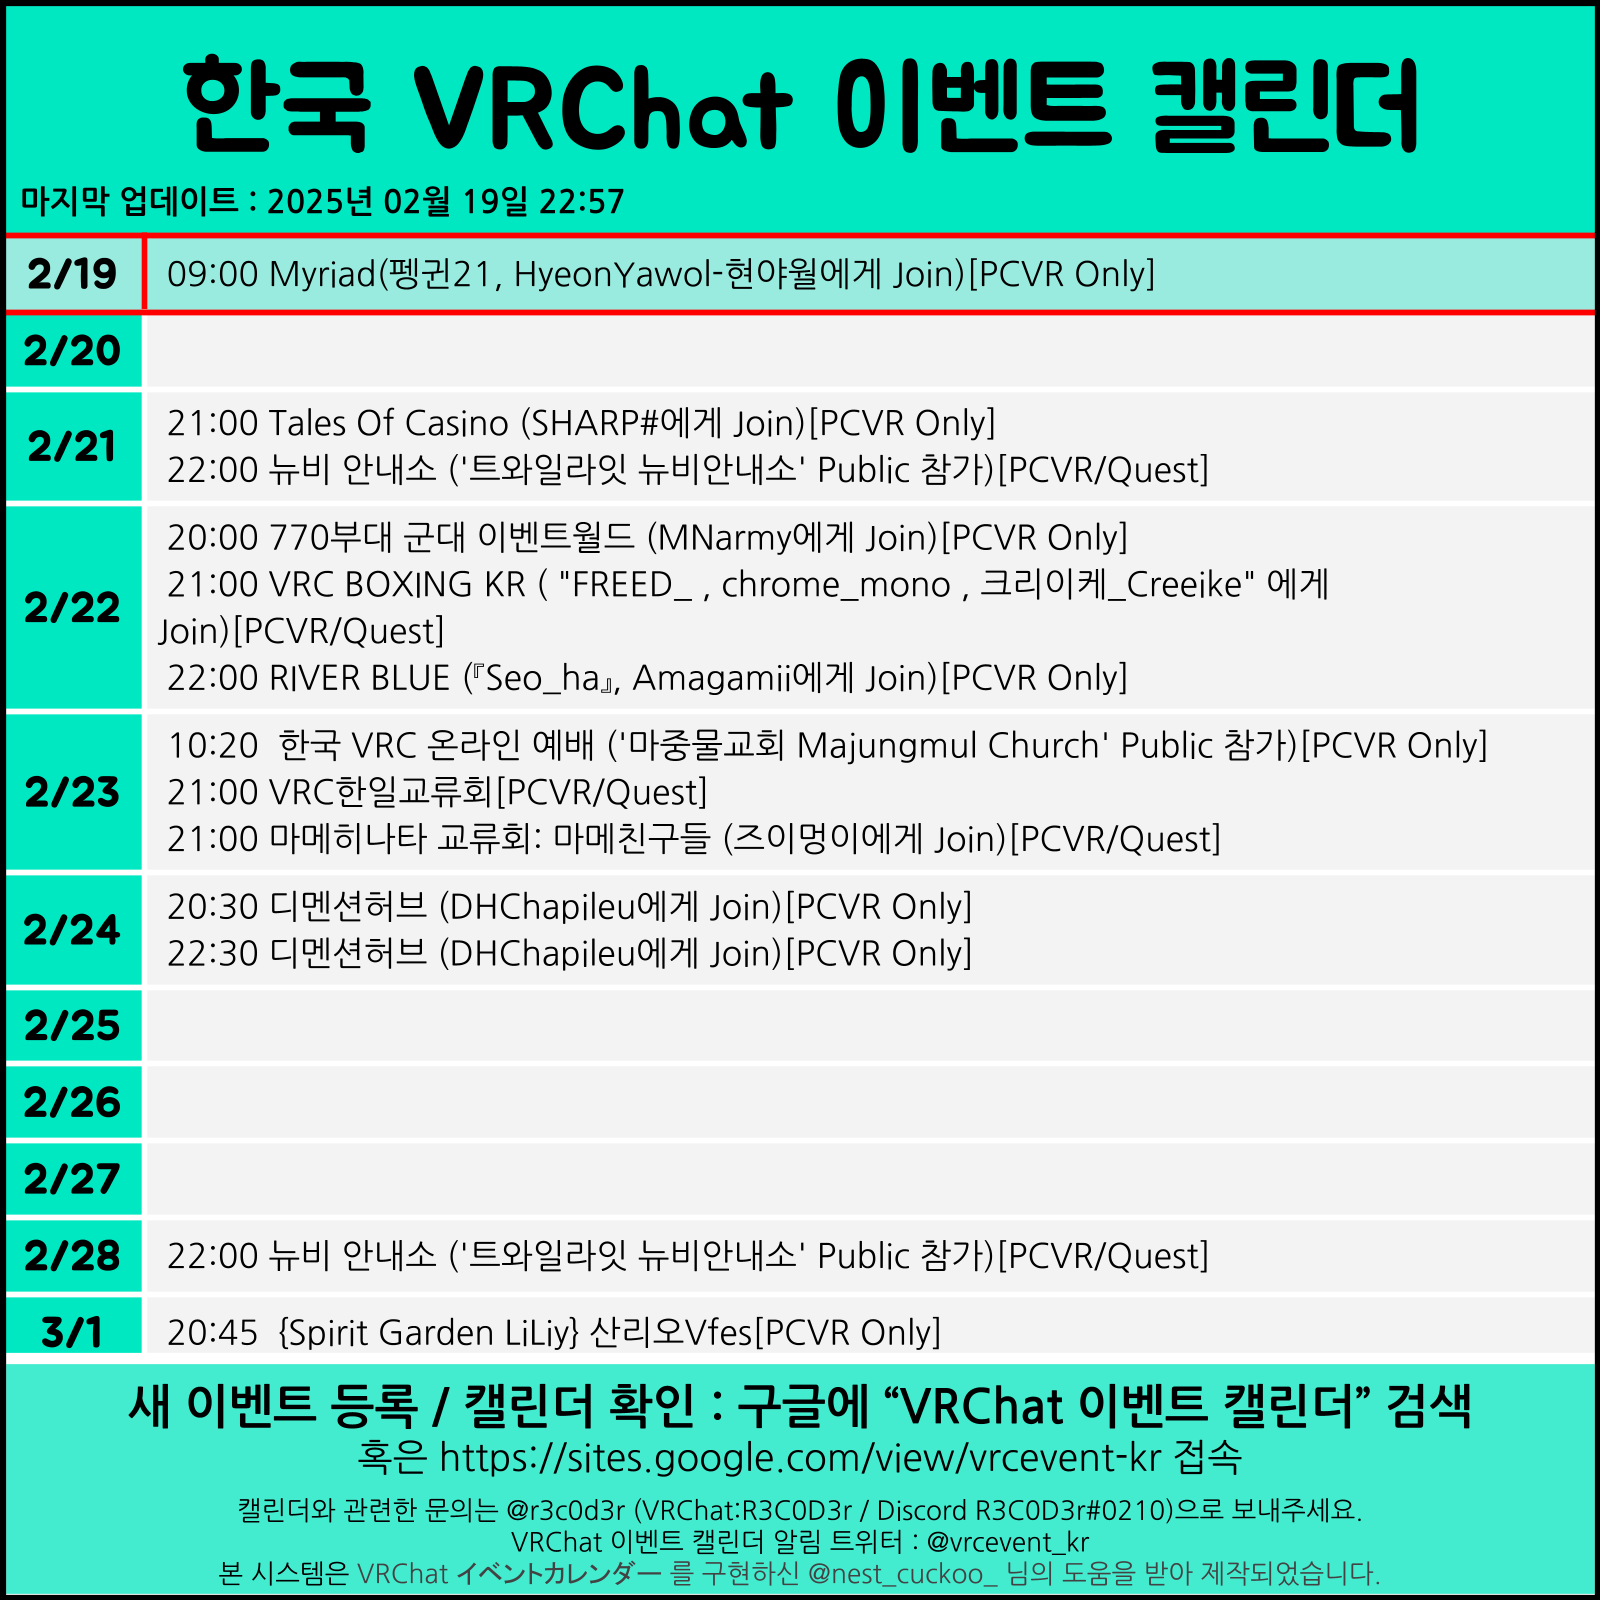 한국 VRChat 이벤트 캘린더
마지막 업데이트 : 2025년 02월 19일 22:57
2/19
09:00 Myriad(펭귄21, HyeonYawol-현야월에게 Join)[PCVR Only]
2/20
2/21
21:00 Tales Of Casino (SHARP#에게 Join)[PCVR Only]
22:00 뉴비 안내소 ('트와일라잇 뉴비안내소' Public 참가)[PCVR/Quest]
2/22
20:00 770부대 군대 이벤트월드 (MNarmy에게 Join)[PCVR Only]
21:00 VRC BOXING KR ( "FREED_ , chrome_mono , 크리이케_Creeike" 에게
Join)[PCVR/Quest]
22:00 RIVER BLUE (『Seo_ha』, Amagamii에게 Join)[PCVR Only]
2/23
10:20  한국 VRC 온라인 예배 ('마중물교회 Majungmul Church' Public 참가)[PCVR Only]
21:00 VRC한일교류회[PCVR/Quest]
21:00 마메히나타 교류회: 마메친구들 (즈이멍이에게 Join)[PCVR/Quest]
2/24
20:30 디멘션허브 (DHChapileu에게 Join)[PCVR Only]
22:30 디멘션허브 (DHChapileu에게 Join)[PCVR Only]
2/25
2/26
2/27
2/28
22:00 뉴비 안내소 ('트와일라잇 뉴비안내소' Public 참가)[PCVR/Quest]
3/1
20:45  {Spirit Garden LiLiy} 산리오Vfes[PCVR Only]
새 이벤트 등록 / 캘린더 확인 : 구글에 “VRChat 이벤트 캘린더” 검색
혹은 https://sites.google.com/view/vrcevent-kr 접속
캘린더와 관련한 문의는 @r3c0d3r (VRChat:R3C0D3r / Discord R3C0D3r#0210)으로 보내주세요.
VRChat 이벤트 캘린더 알림 트위터 : @vrcevent_kr
본 시스템은 VRChat イベントカレンダー 를 구현하신 @nest_cuckoo_ 님의 도움을 받아 제작되었습니다.